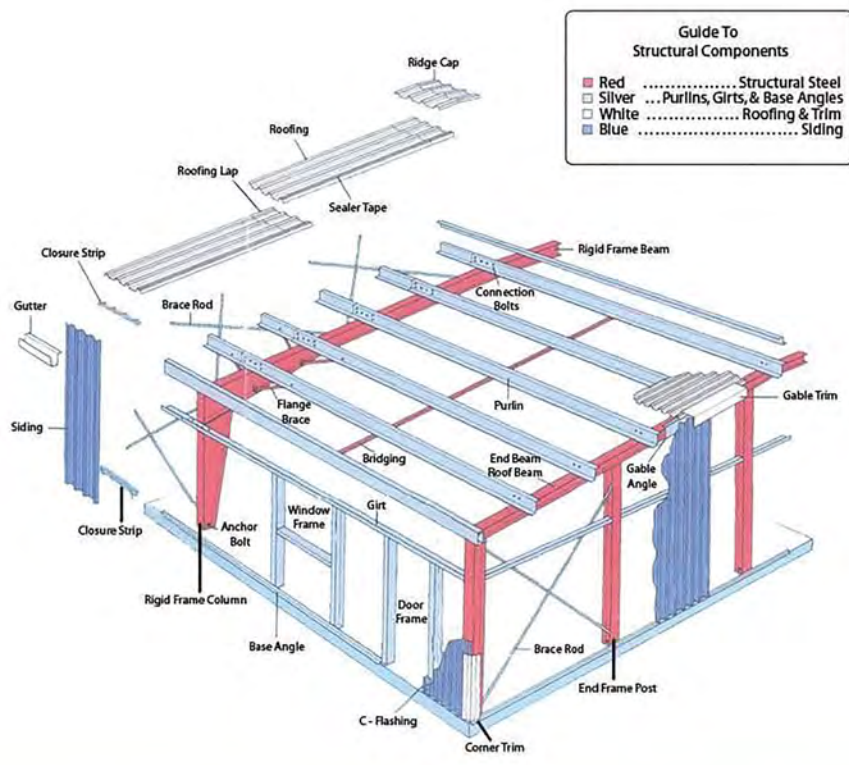 Guide To
Structural Components
Red ................ Structural Steel
Silver ... Purlins, Girts, & Base Angles
White .............. Roofing & Trim
Blue ............................ Siding
Ridge Cap
Roofing
Roofing Lap
Sealer Tape
Closure Strip
Brace Rod
Gutter
Rigid Frame Beam
Connection
Bolts
Siding
Flange
Brace
Purlin
Gable Trim
Bridging
End Beam
Roof Beam
Gable
Angle
Closure Strip
Anchor
Bolt
Window
Frame
Girt
Rigid Frame Column
Door
Frame
Base Angle
Brace Rod
End Frame Post
C - Flashing
Corner Trim